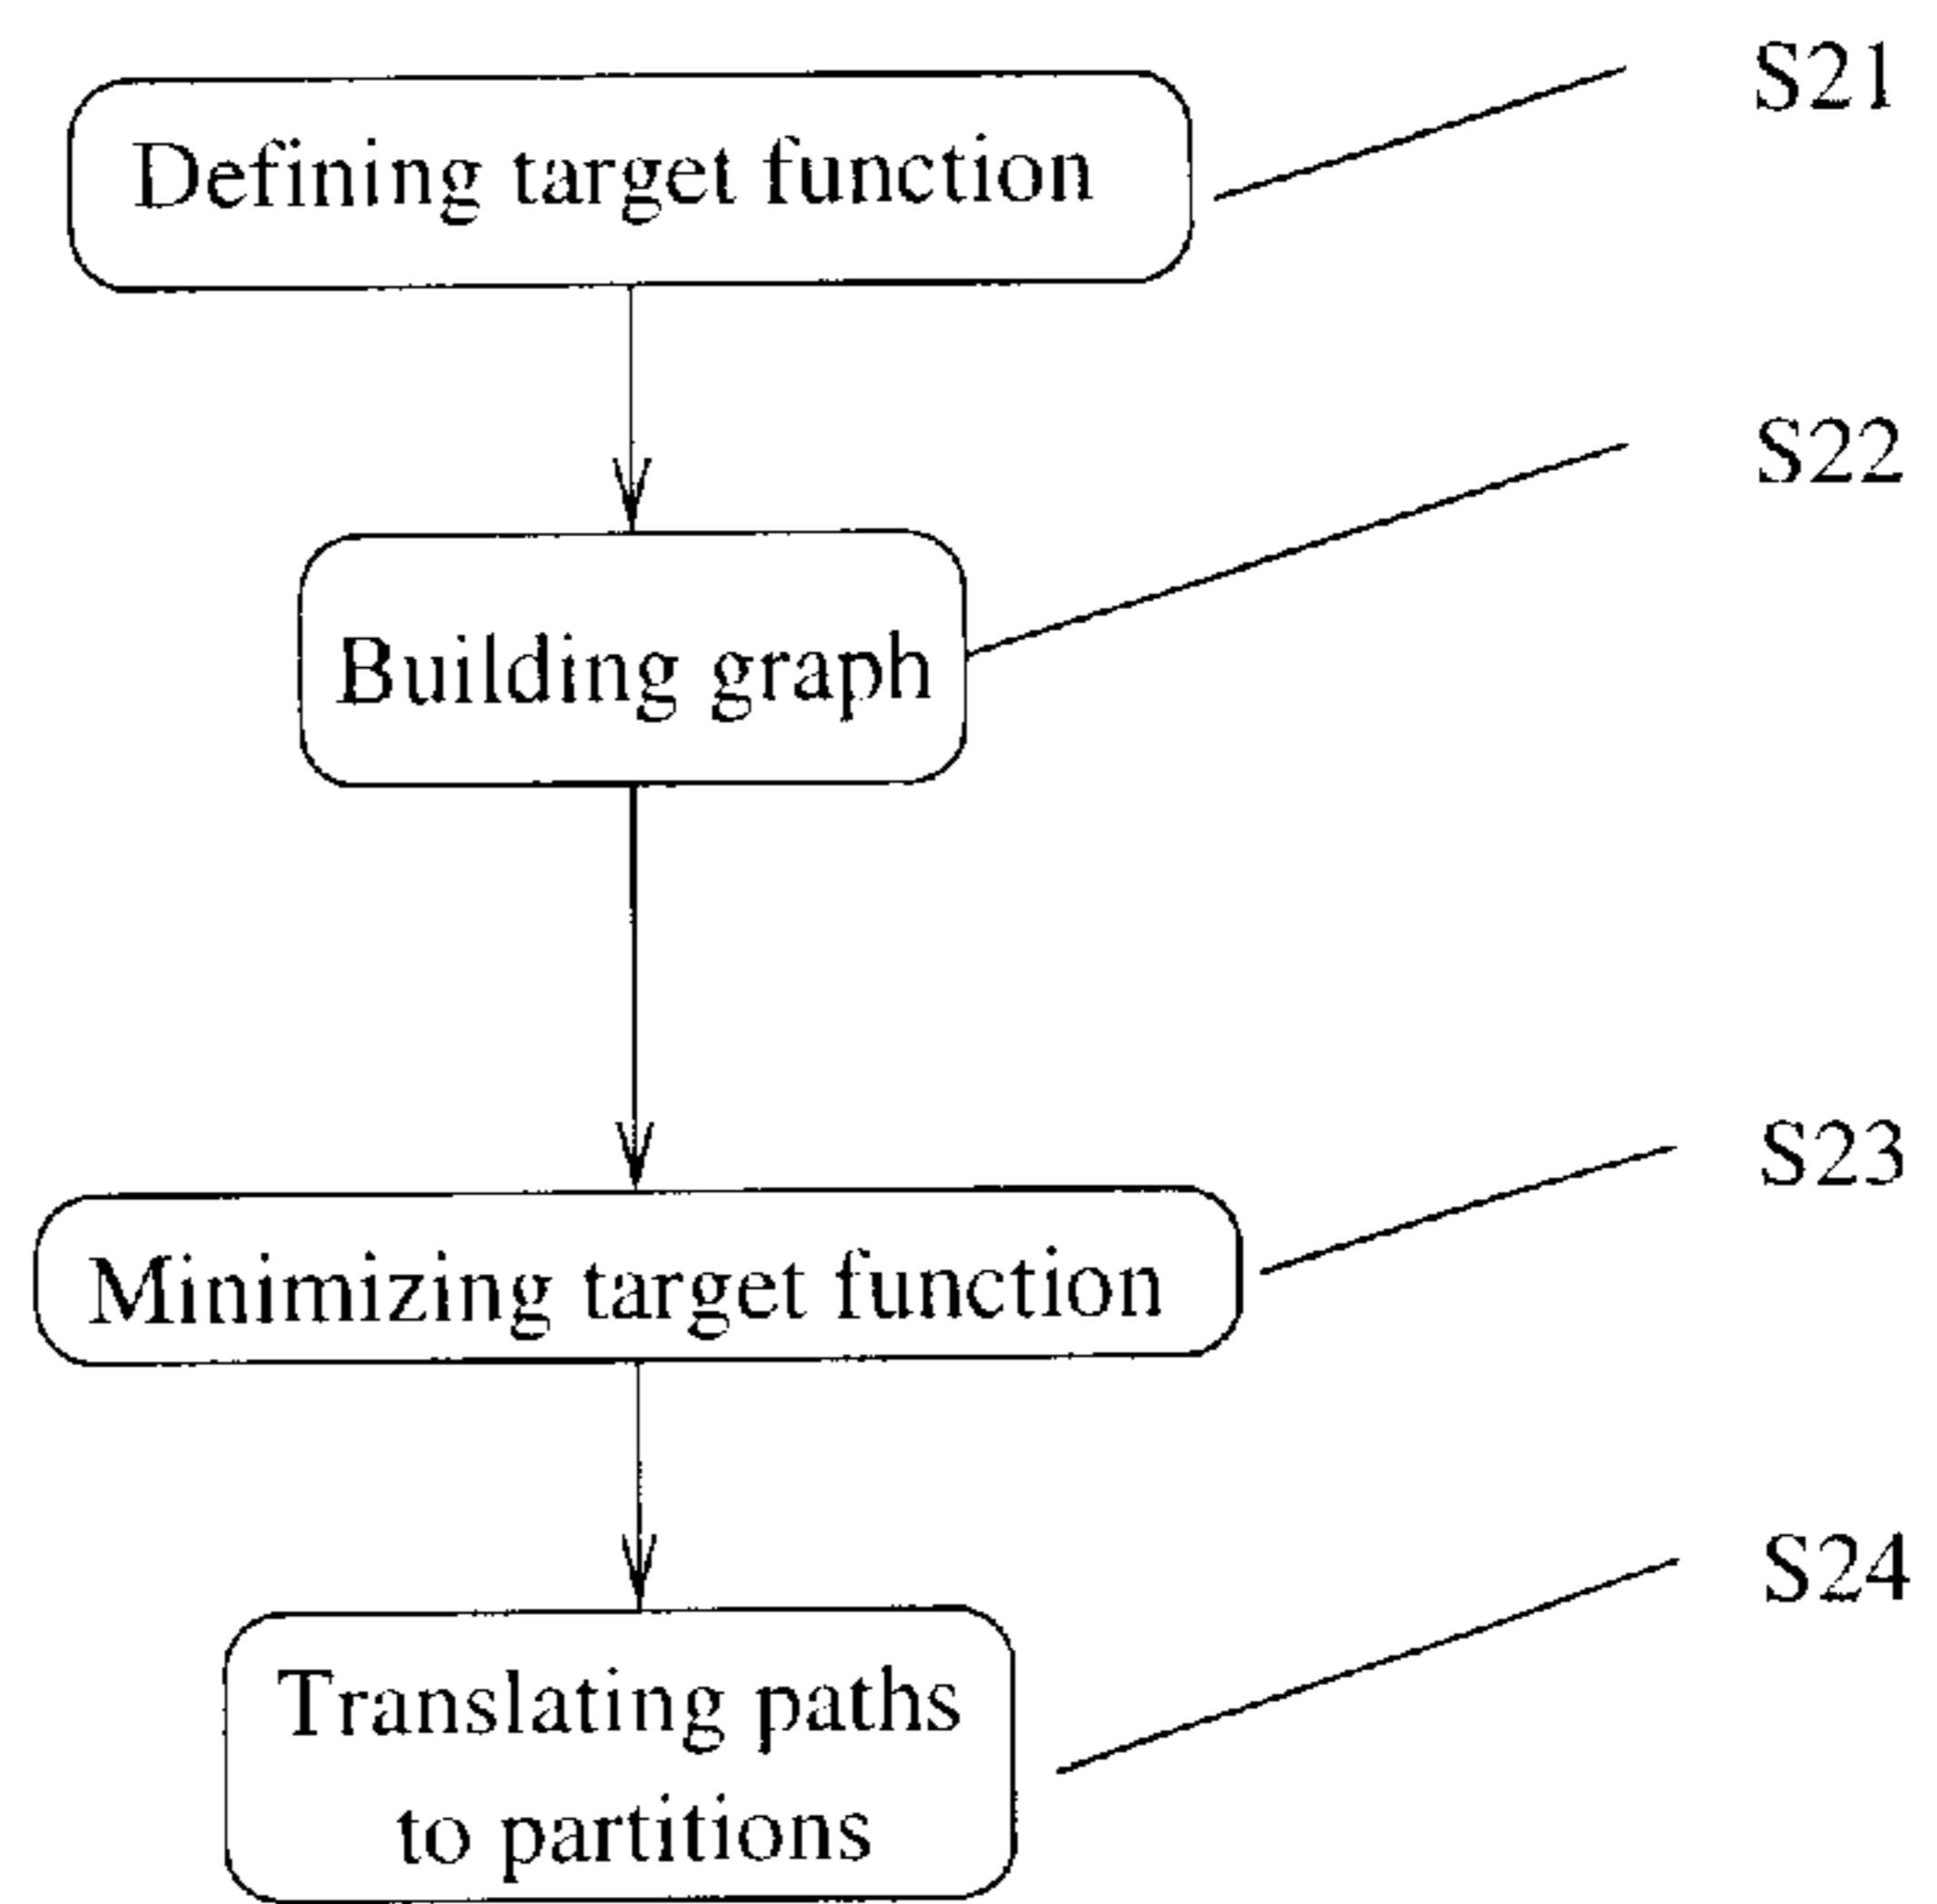 Defining target function
S21
Building graph
S22
Minimizing target function
S23
Translating paths
to partitions
S24